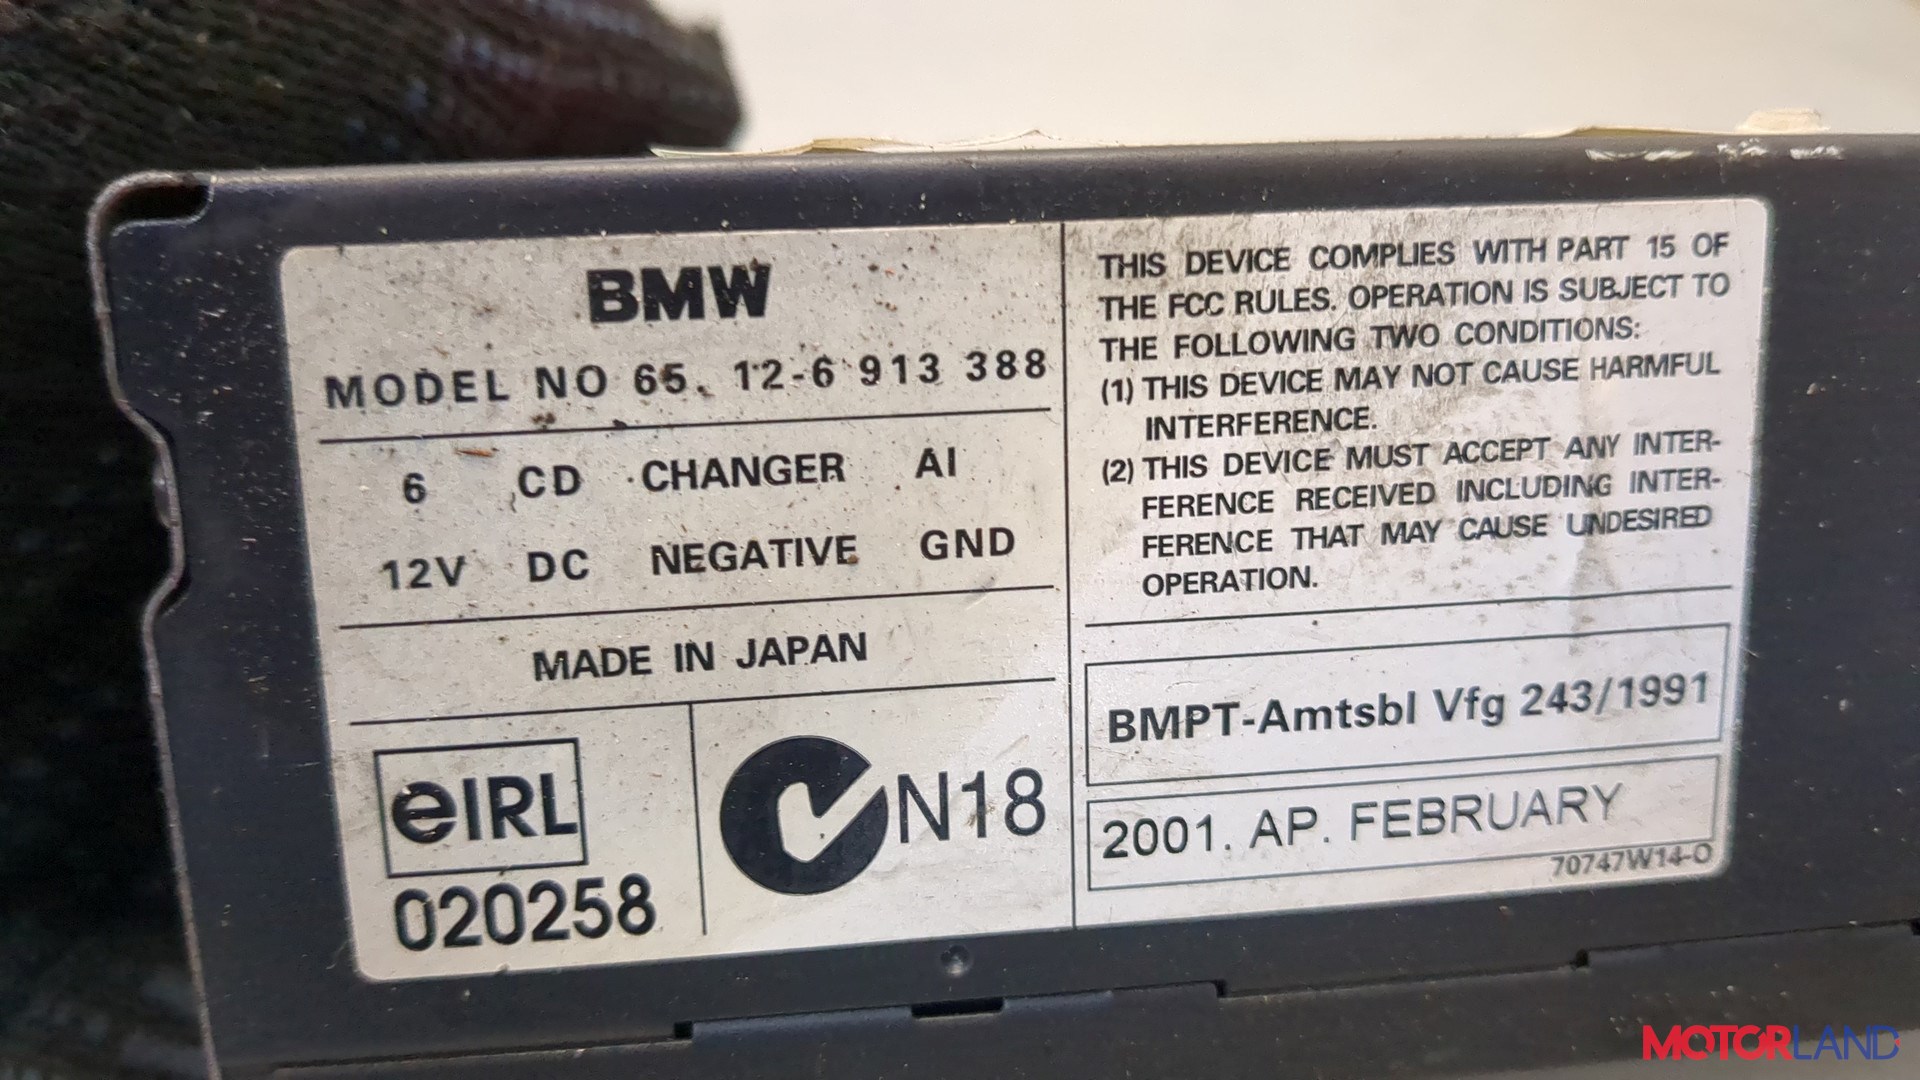 BMW
MODEL NO 65. 12-6 913 388
6 CD CHANGER AI
12V DC NEGATIVE GND
MADE IN JAPAN
eIRL
020258
N18
THIS DEVICE COMPLIES WITH PART 15 OF
THE FCC RULES. OPERATION IS SUBJECT TO
THE FOLLOWING TWO CONDITIONS:
(1) THIS DEVICE MAY NOT CAUSE HARMFUL
INTERFERENCE.
(2) THIS DEVICE MUST ACCEPT ANY INTER-
FERENCE RECEIVED INCLUDING INTER-
FERENCE THAT MAY CAUSE UNDESIRED
OPERATION.
BMPT-Amtsbl Vfg 243/1991
2001. AP. FEBRUARY
70747W14-O
MOTORLAND